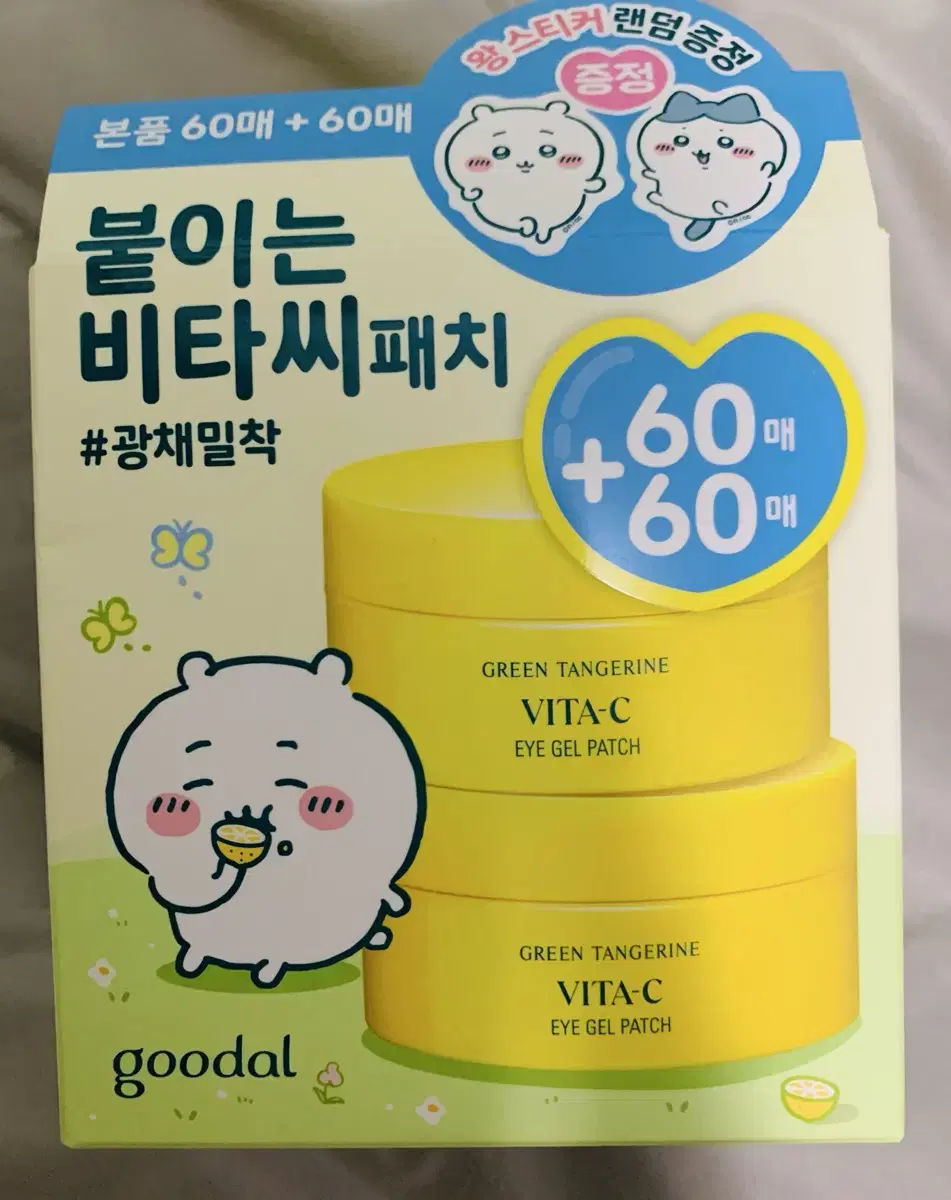 왕 스티커 랜덤 증정
증정
본품 60매 + 60매
붙이는
비타씨패치
#광채밀착
+60매
60매
GREEN TANGERINE
VITA-C
EYE GEL PATCH
GREEN TANGERINE
VITA-C
EYE GEL PATCH
goodal